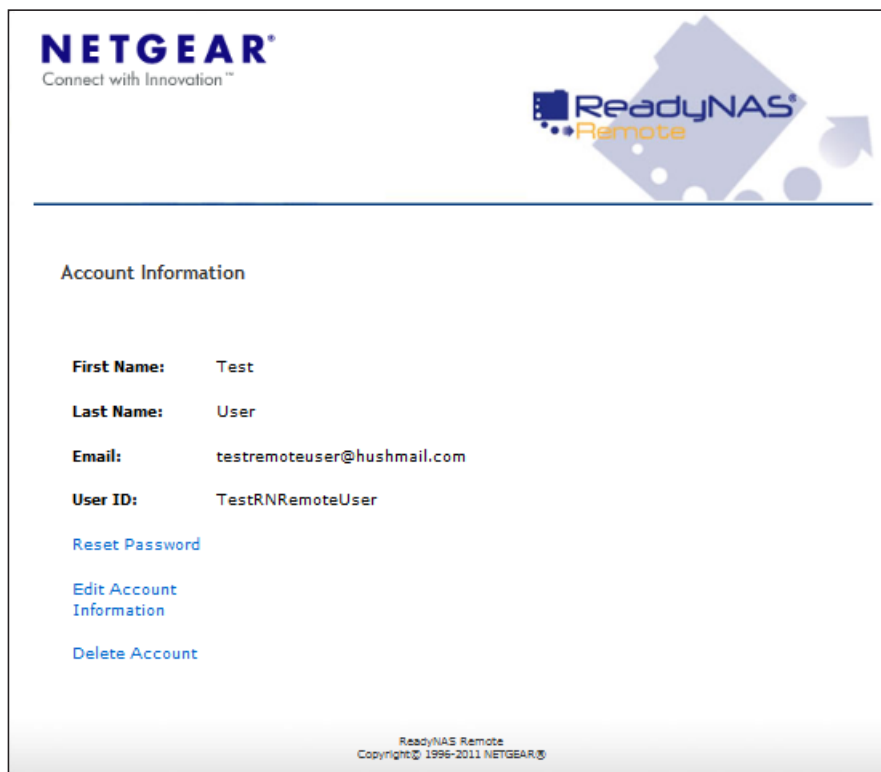 NETGEAR®
Connect with Innovation™
ReadyNAS®
Remote
Account Information
First Name: Test
Last Name: User
Email: testremoteuser@hushmail.com
User ID: TestRNRemoteUser
Reset Password
Edit Account
Information
Delete Account
ReadyNAS Remote
Copyright© 1996-2011 NETGEAR®